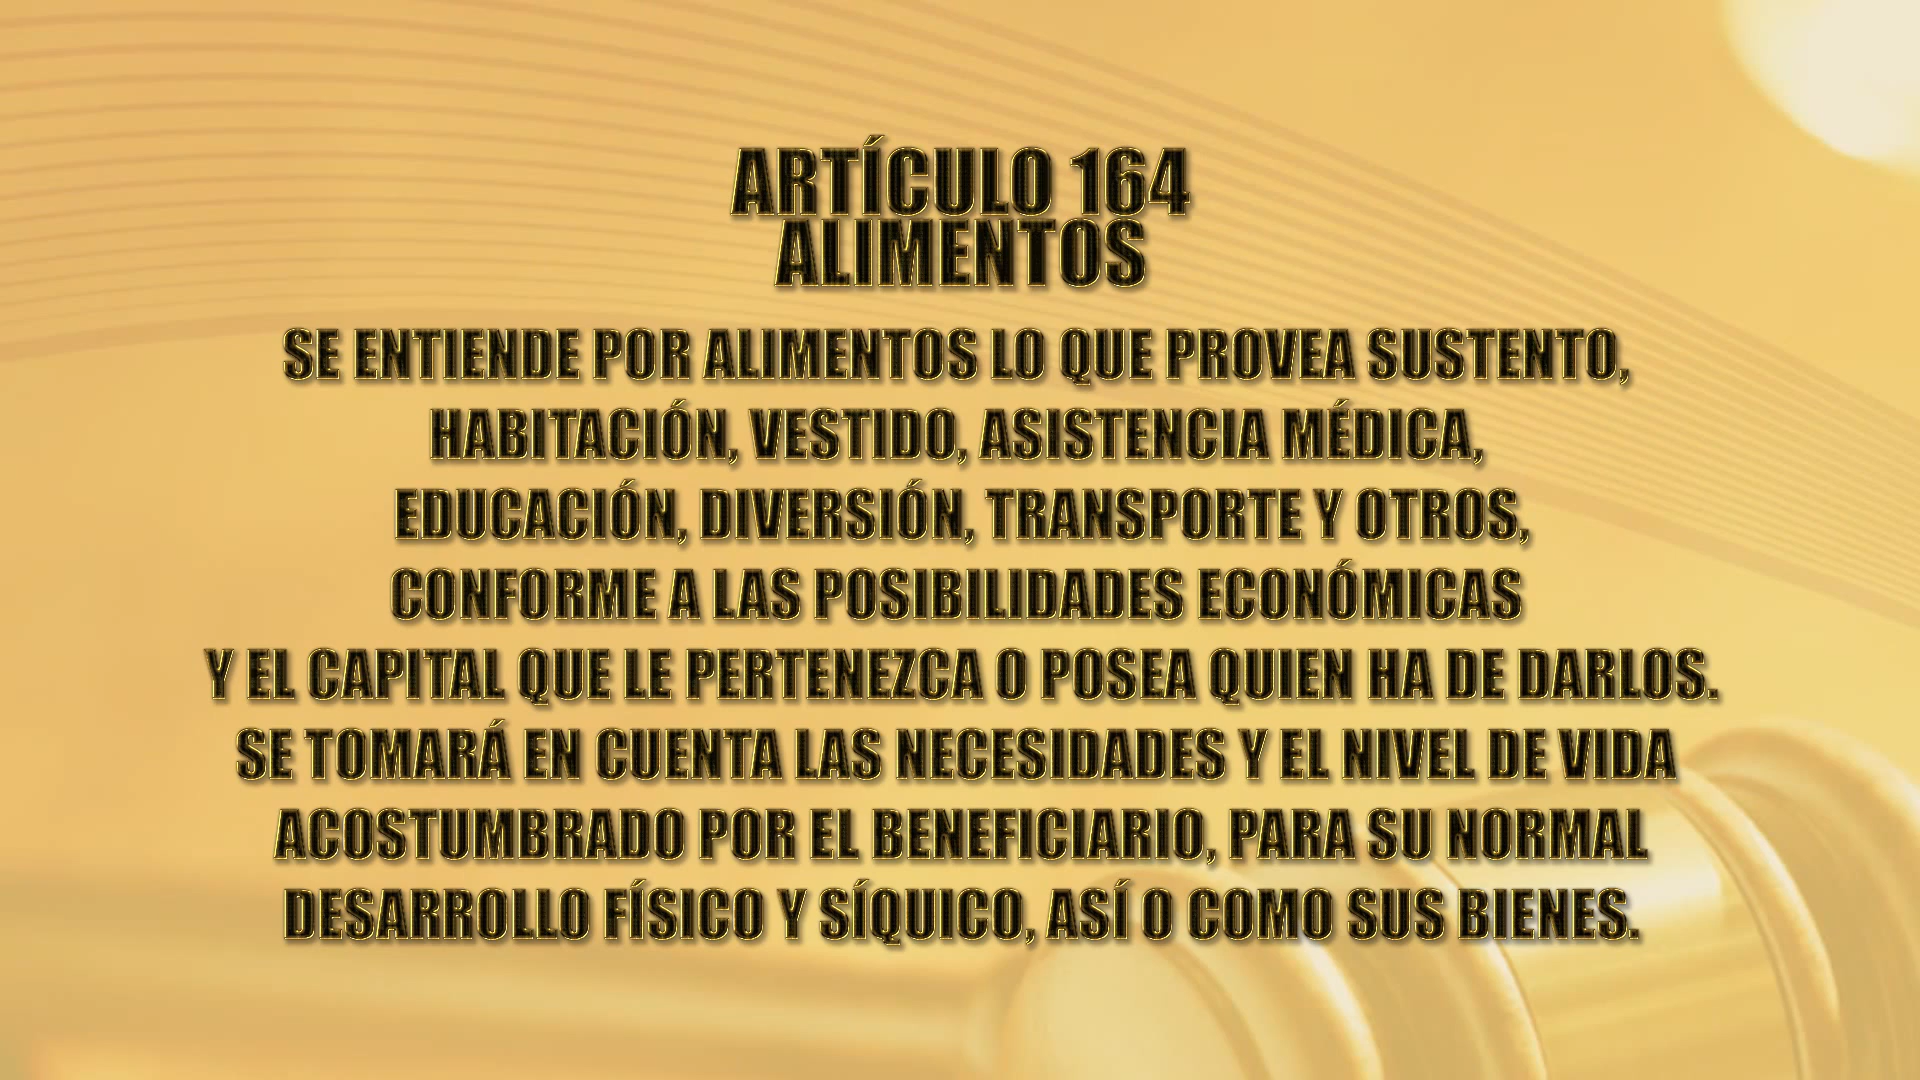 ARTÍCULO 164
ALIMENTOS
SE ENTIENDE POR ALIMENTOS LO QUE PROVEA SUSTENTO,
HABITACIÓN, VESTIDO, ASISTENCIA MÉDICA,
EDUCACIÓN, DIVERSIÓN, TRANSPORTE Y OTROS,
CONFORME A LAS POSIBILIDADES ECONÓMICAS
Y EL CAPITAL QUE LE PERTENEZCA O POSEA QUIEN HA DE DARLOS.
SE TOMARÁ EN CUENTA LAS NECESIDADES Y EL NIVEL DE VIDA
ACOSTUMBRADO POR EL BENEFICIARIO, PARA SU NORMAL
DESARROLLO FÍSICO Y SÍQUICO, ASÍ O COMO SUS BIENES.